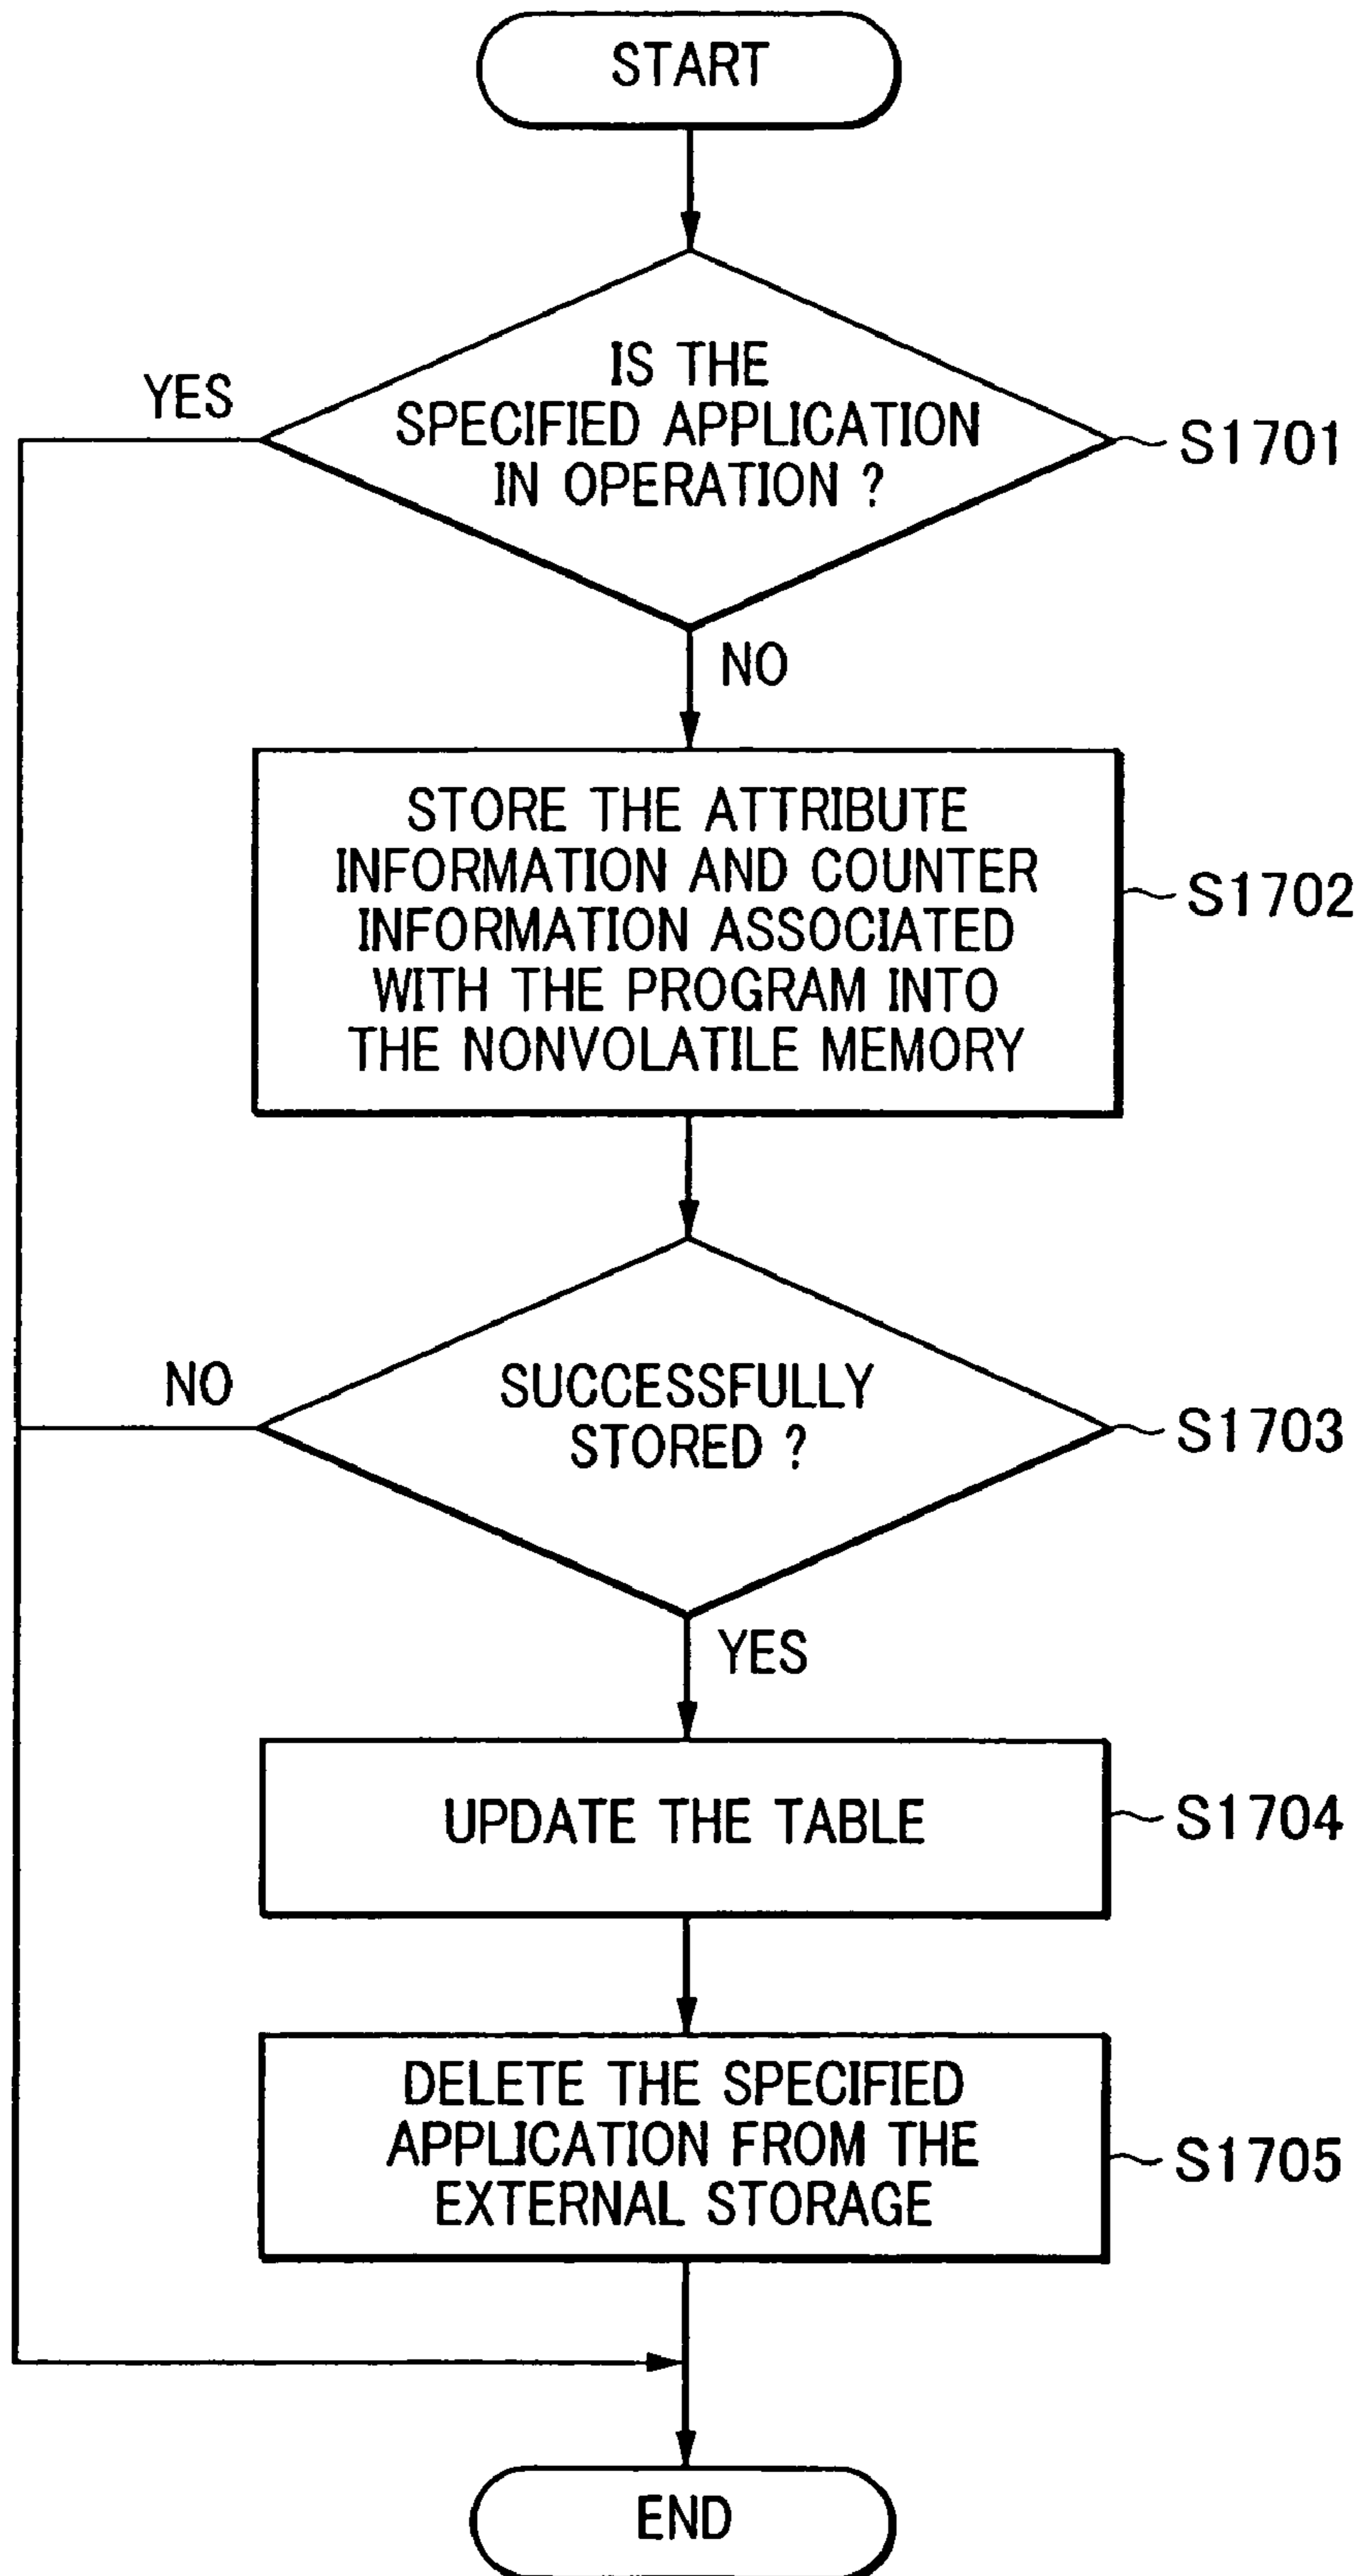 START
IS THE
YES
SPECIFIED APPLICATION
IN OPERATION ?
S1701
NO
STORE THE ATTRIBUTE
INFORMATION AND COUNTER
INFORMATION ASSOCIATED
WITH THE PROGRAM INTO
THE NONVOLATILE MEMORY
S1702
NO
SUCCESSFULLY
STORED ?
S1703
YES
UPDATE THE TABLE
S1704
DELETE THE SPECIFIED
APPLICATION FROM THE
EXTERNAL STORAGE
S1705
END